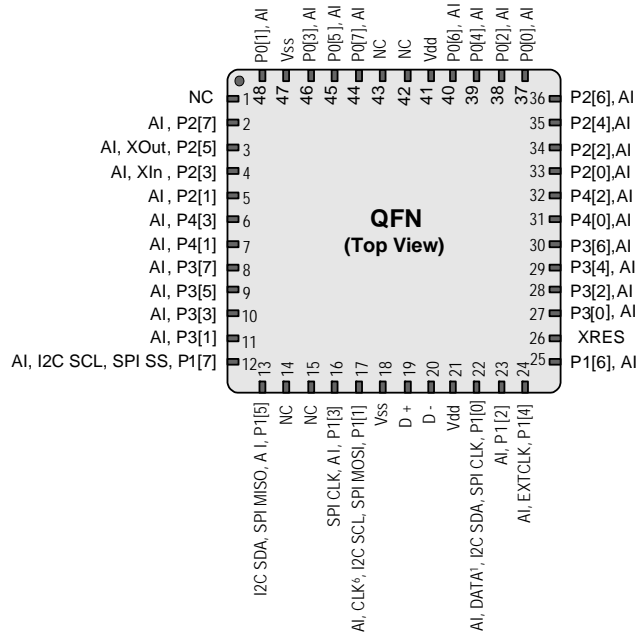 P0[1], AI
Vss
P0[3], AI
P0[5], AI
P0[7], AI
NC
NC
Vdd
P0[6], AI
P0[4], AI
P0[2], AI
P0[0], AI
48
47
46
45
44
43
42
41
40
39
38
37
NC 1
AI , P2[7] 2
AI, XOut, P2[5] 3
AI, XIn , P2[3] 4
AI , P2[1] 5
AI, P4[3] 6
AI, P4[1] 7
AI, P3[7] 8
AI, P3[5] 9
AI, P3[3] 10
AI, P3[1] 11
AI, I2C SCL, SPI SS, P1[7] 12
QFN
(Top View)
36 P2[6], AI
35 P2[4],AI
34 P2[2],AI
33 P2[0],AI
32 P4[2],AI
31 P4[0],AI
30 P3[6],AI
29 P3[4], AI
28 P3[2],AI
27 P3[0], AI
26 XRES
25 P1[6], AI
13
14
15
16
17
18
19
20
21
22
23
24
I2C SDA, SPI MISO, A I, P1[5]
NC
NC
SPI CLK, A I, P1[3]
AI, CLK⁶, I2C SCL, SPI MOSI, P1[1]
Vss
D +
D -
Vdd
AI, DATA¹, I2C SDA, SPI CLK, P1[0]
AI, P1[2]
AI, EXTCLK, P1[4]